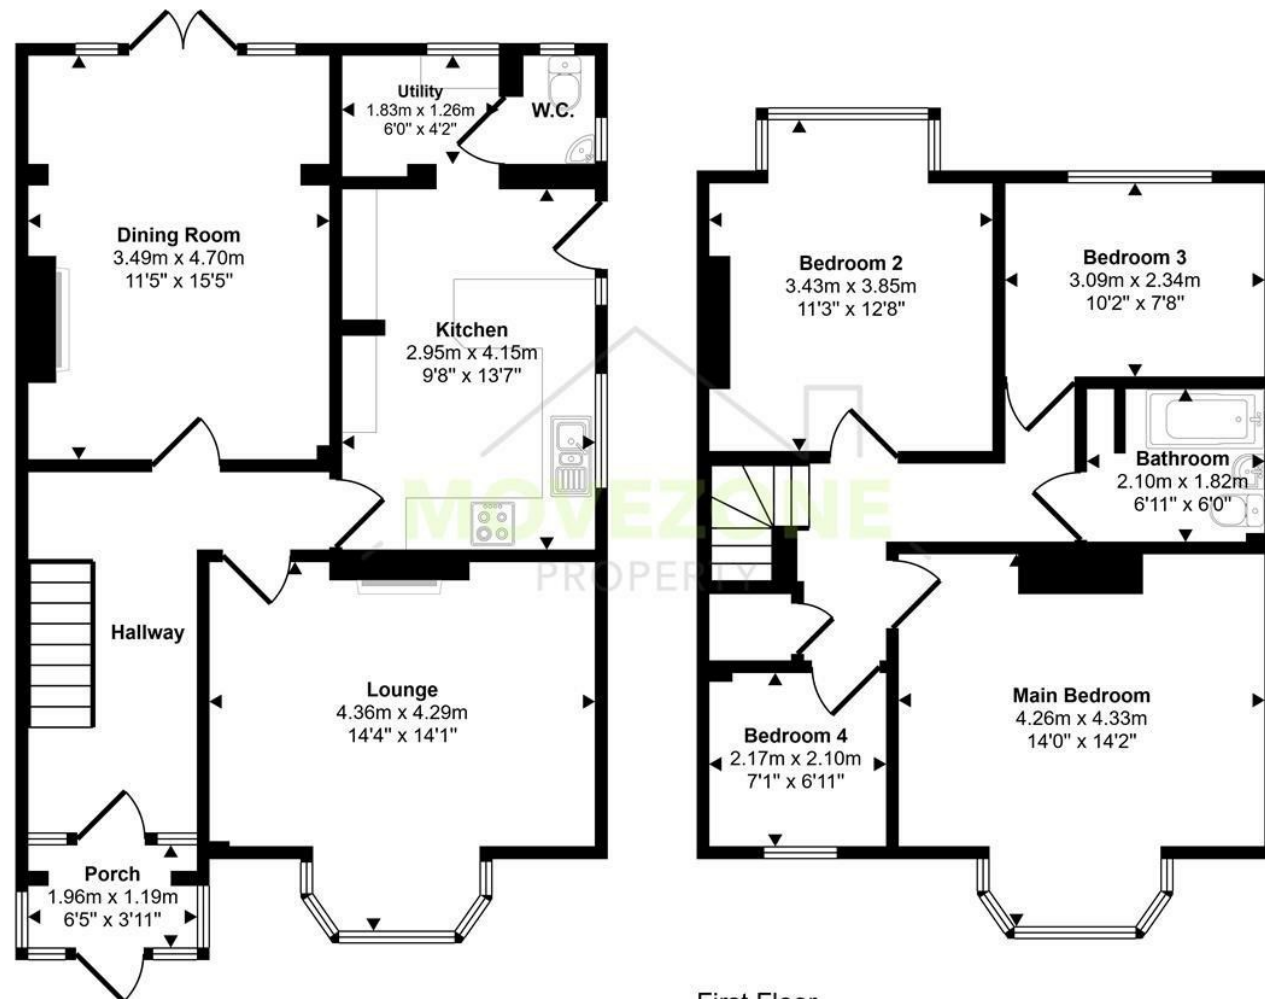 Utility
1.83m x 1.26m
6'0" x 4'2"
W.C.
Dining Room
3.49m x 4.70m
11'5" x 15'5"
Kitchen
2.95m x 4.15m
9'8" x 13'7"
Hallway
Lounge
4.36m x 4.29m
14'4" x 14'1"
Porch
1.96m x 1.19m
6'5" x 3'11"
Bedroom 2
3.43m x 3.85m
11'3" x 12'8"
Bedroom 3
3.09m x 2.34m
10'2" x 7'8"
Bathroom
2.10m x 1.82m
6'11" x 6'0"
Main Bedroom
4.26m x 4.33m
14'0" x 14'2"
Bedroom 4
2.17m x 2.10m
7'1" x 6'11"
MOVEZONE
PROPERTY
First Floor